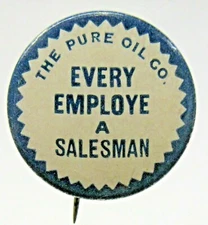 THE PURE OIL CO.
EVERY
EMPLOYE
A
SALESMAN